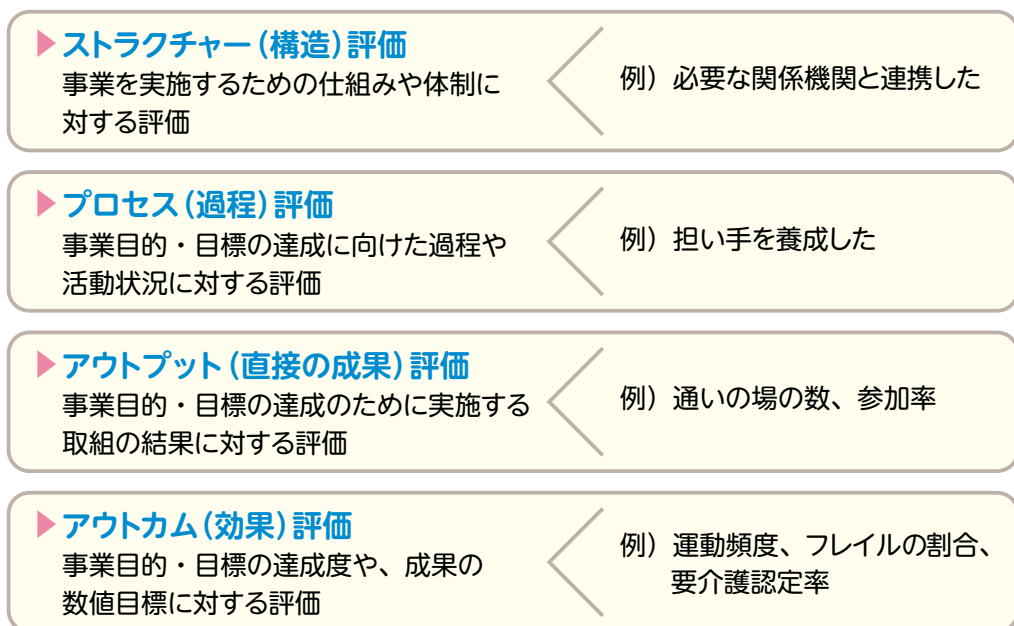 ▶ストラクチャー(構造)評価
事業を実施するための仕組みや体制に
対する評価
例)必要な関係機関と連携した
▶プロセス(過程)評価
事業目的・目標の達成に向けた過程や
活動状況に対する評価
例)担い手を養成した
▶アウトプット(直接の成果)評価
事業目的・目標の達成のために実施する
取組の結果に対する評価
例)通いの場の数、参加率
▶アウトカム(効果)評価
事業目的・目標の達成度や、成果の
数値目標に対する評価
例)運動頻度、フレイルの割合、
要介護認定率